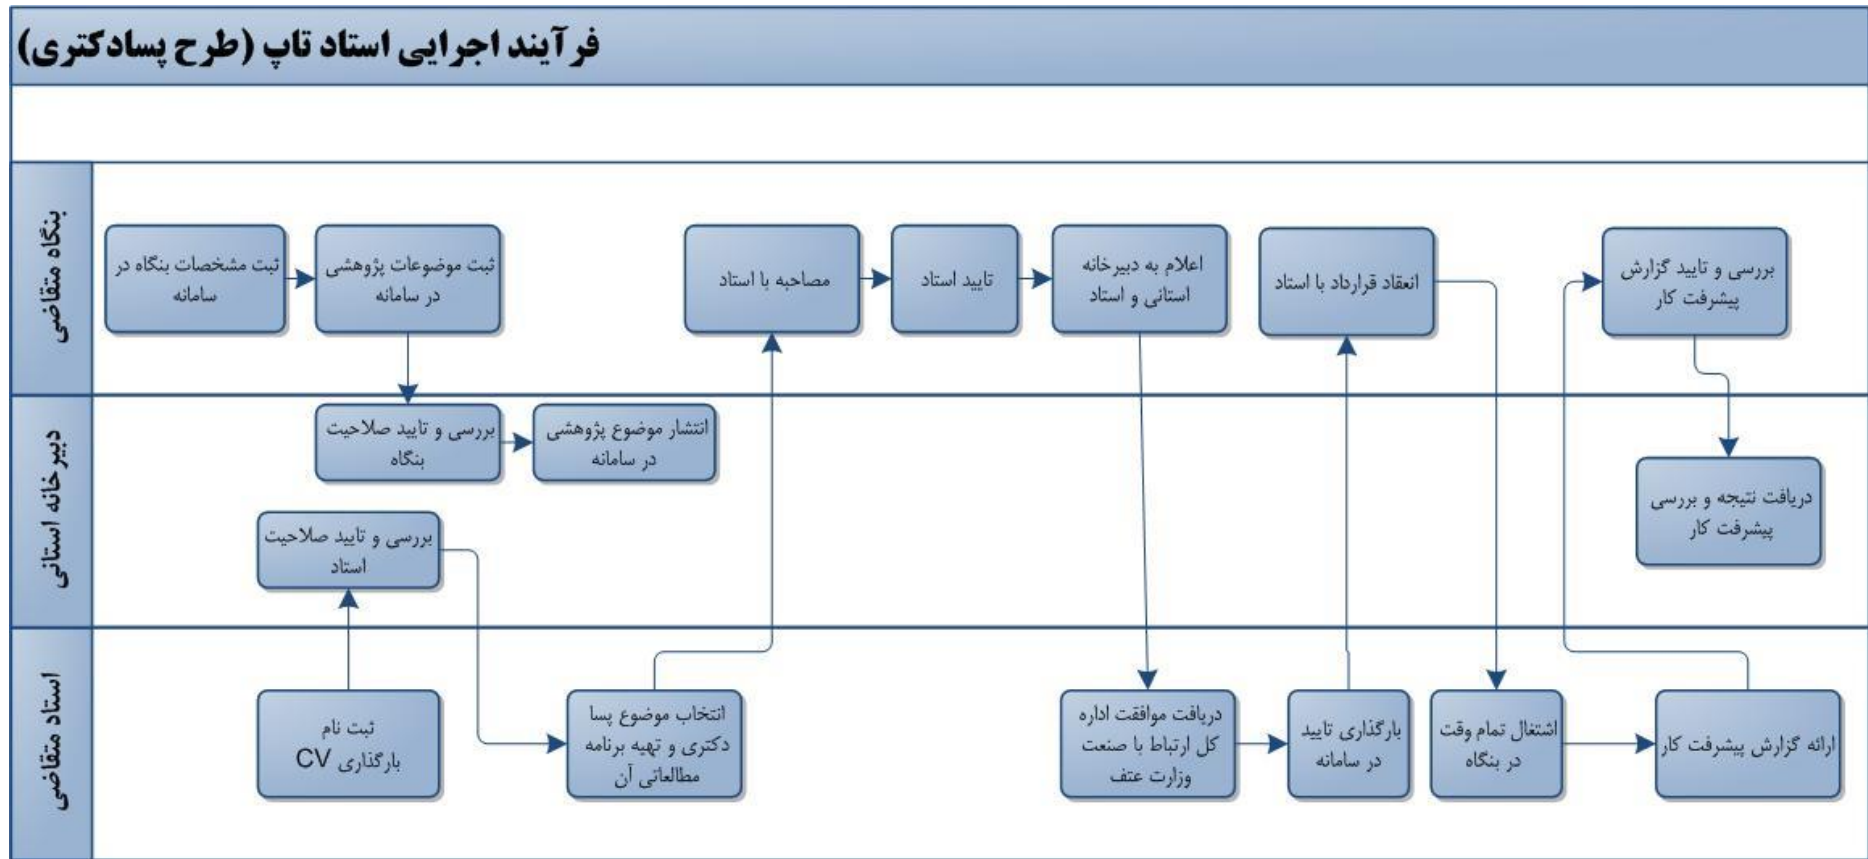 فرآیند اجرایی استاد تاپ (طرح پسادکتری)
بنگاه متقاضی
ثبت مشخصات بنگاه در
سامانه
ثبت موضوعات پژوهشی
در سامانه
مصاحبه با استاد
تایید استاد
اعلام به دبیرخانه
استانی و استاد
انعقاد قرارداد با استاد
بررسی و تایید گزارش
پیشرفت کار
دبیرخانه استانی
بررسی و تایید صلاحیت
بنگاه
انتشار موضوع پژوهشی
در سامانه
بررسی و تایید صلاحیت
استاد
دریافت نتیجه و بررسی
پیشرفت کار
استاد متقاضی
ثبت نام
بارگذاری CV
انتخاب موضوع پسا
دکتری و تهیه برنامه
مطالعاتی آن
دریافت موافقت اداره
کل ارتباط با صنعت
وزارت عتف
بارگذاری تایید
در سامانه
اشتغال تمام وقت
در بنگاه
ارائه گزارش پیشرفت کار